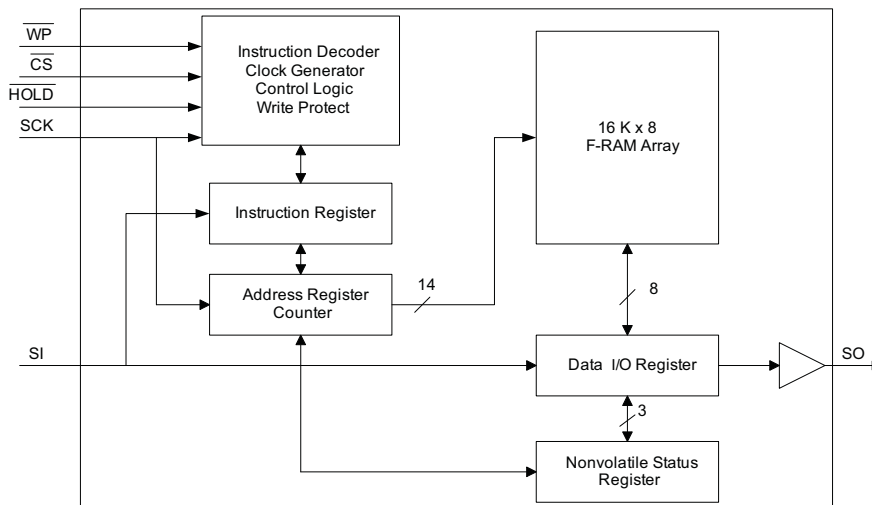 WP
CS
HOLD
SCK
Instruction Decoder
Clock Generator
Control Logic
Write Protect
16 K x 8
F-RAM Array
Instruction Register
Address Register
Counter
14
8
SI
Data I/O Register
SO
3
Nonvolatile Status
Register